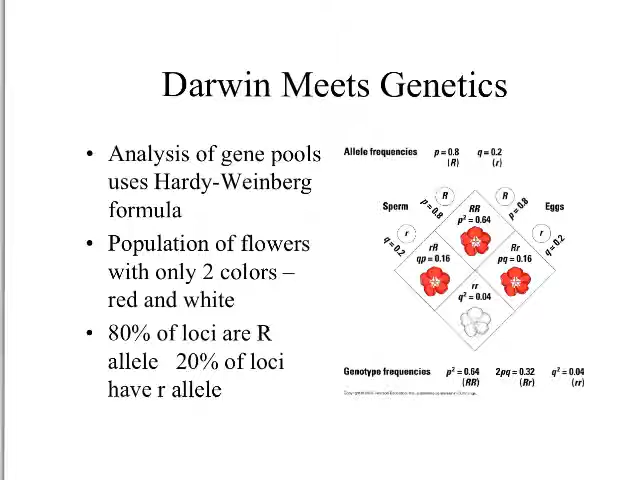 Darwin Meets Genetics
• Analysis of gene pools
uses Hardy-Weinberg
formula
• Population of flowers
with only 2 colors –
red and white
• 80% of loci are R
allele   20% of loci
have r allele
Allele frequencies p = 0.8 q = 0.2
(R) (r)
Sperm R R Eggs
p = 0.8 p = 0.8
RR
p² = 0.64
r r
q = 0.2 q = 0.2
rR Rr
qp = 0.16 pq = 0.16
rr
q² = 0.04
Genotype frequencies p² = 0.64 2pq = 0.32 q² = 0.04
(RR) (Rr) (rr)